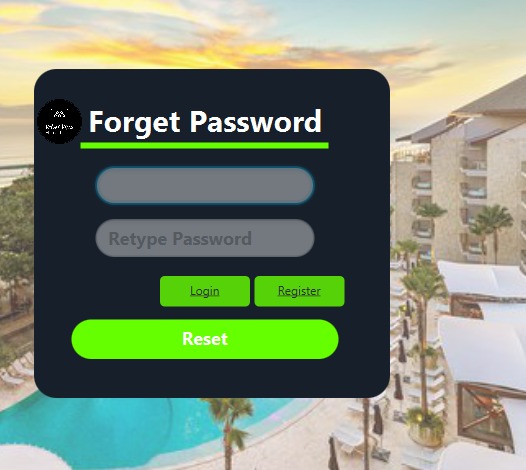 Forget Password
Retype Password
Login
Register
Reset